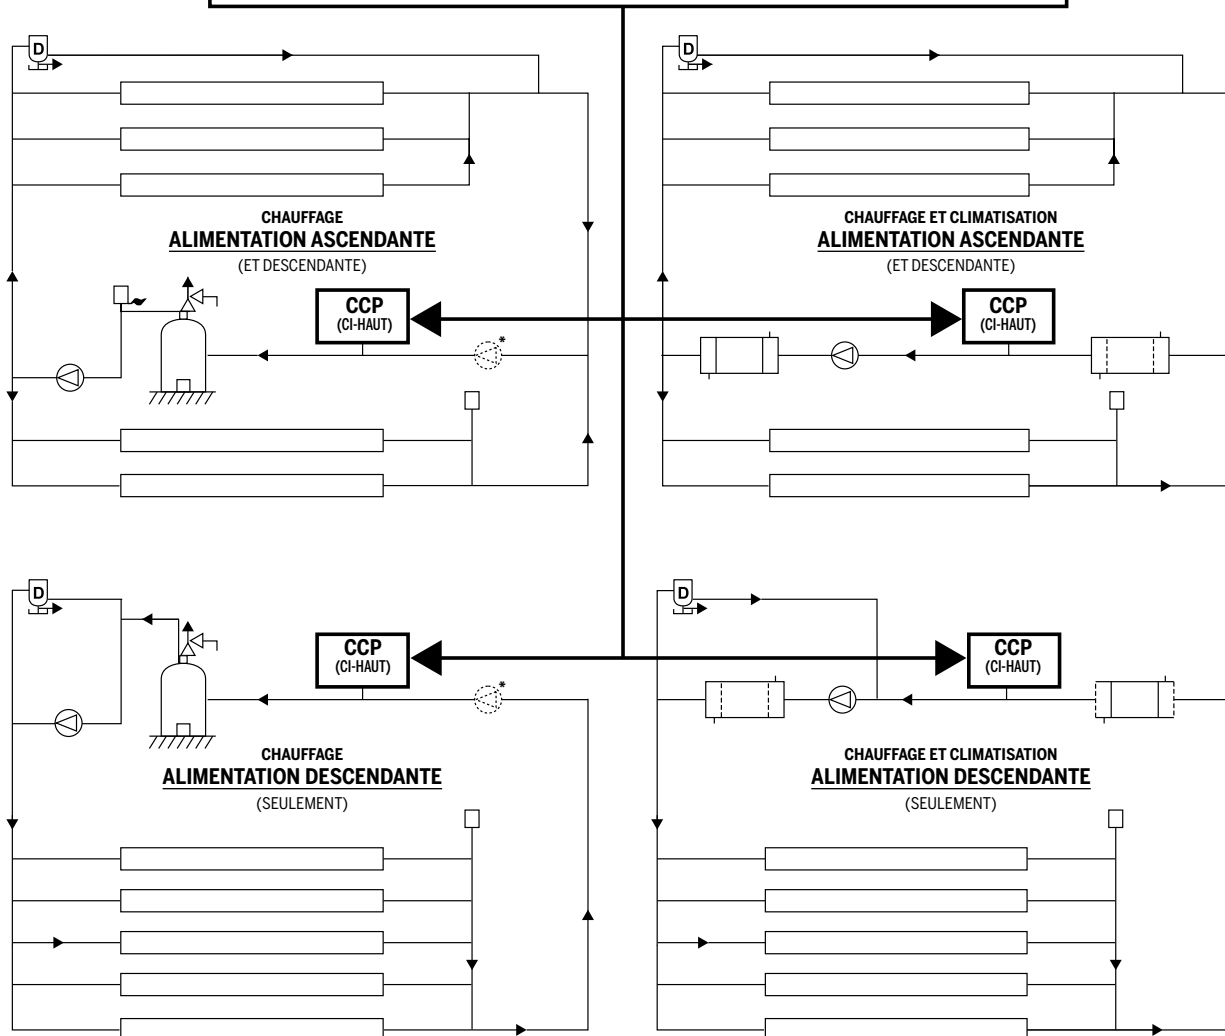 D
D
CHAUFFAGE
ALIMENTATION ASCENDANTE
(ET DESCENDANTE)
CHAUFFAGE ET CLIMATISATION
ALIMENTATION ASCENDANTE
(ET DESCENDANTE)
CCP
(CI-HAUT)
CCP
(CI-HAUT)
*
D
D
CCP
(CI-HAUT)
CCP
(CI-HAUT)
*
CHAUFFAGE
ALIMENTATION DESCENDANTE
(SEULEMENT)
CHAUFFAGE ET CLIMATISATION
ALIMENTATION DESCENDANTE
(SEULEMENT)